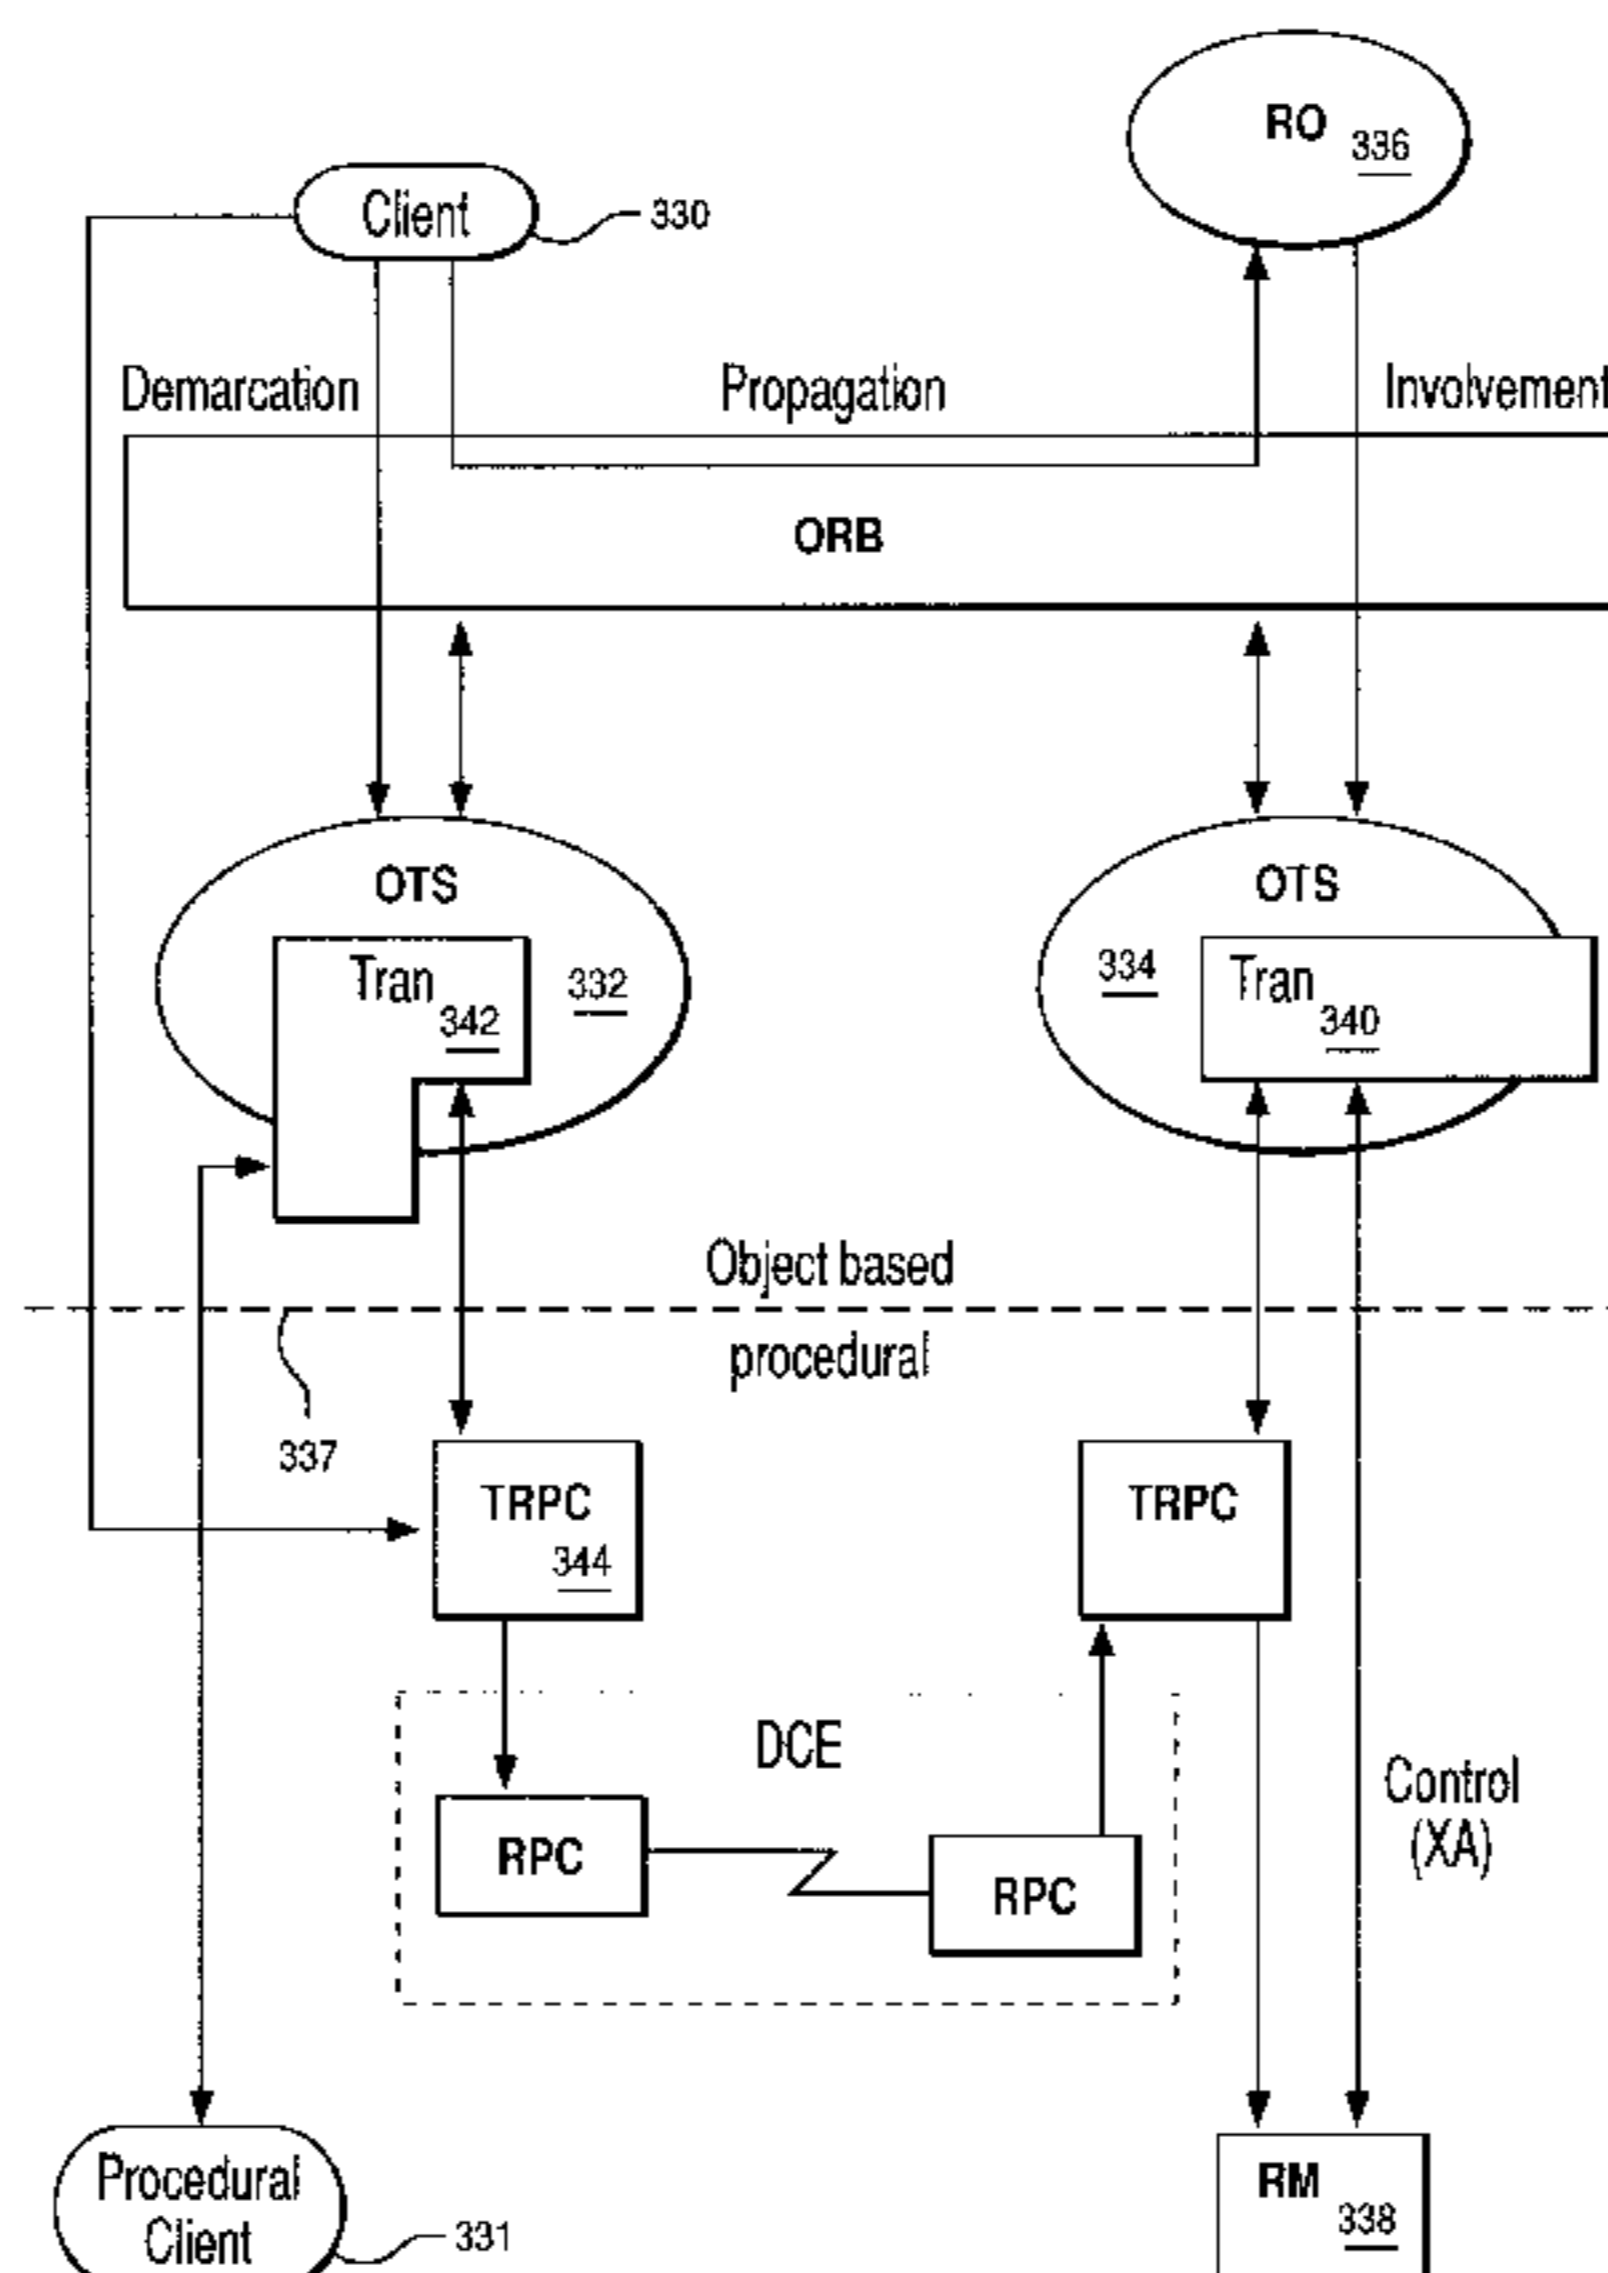 RO
336
Client
330
Demarcation
Propagation
Involvement
ORB
OTS
OTS
Tran
342
332
334
Tran
340
Object based
procedural
337
TRPC
344
TRPC
DCE
RPC
RPC
Control
(XA)
Procedural
Client
331
RM
338